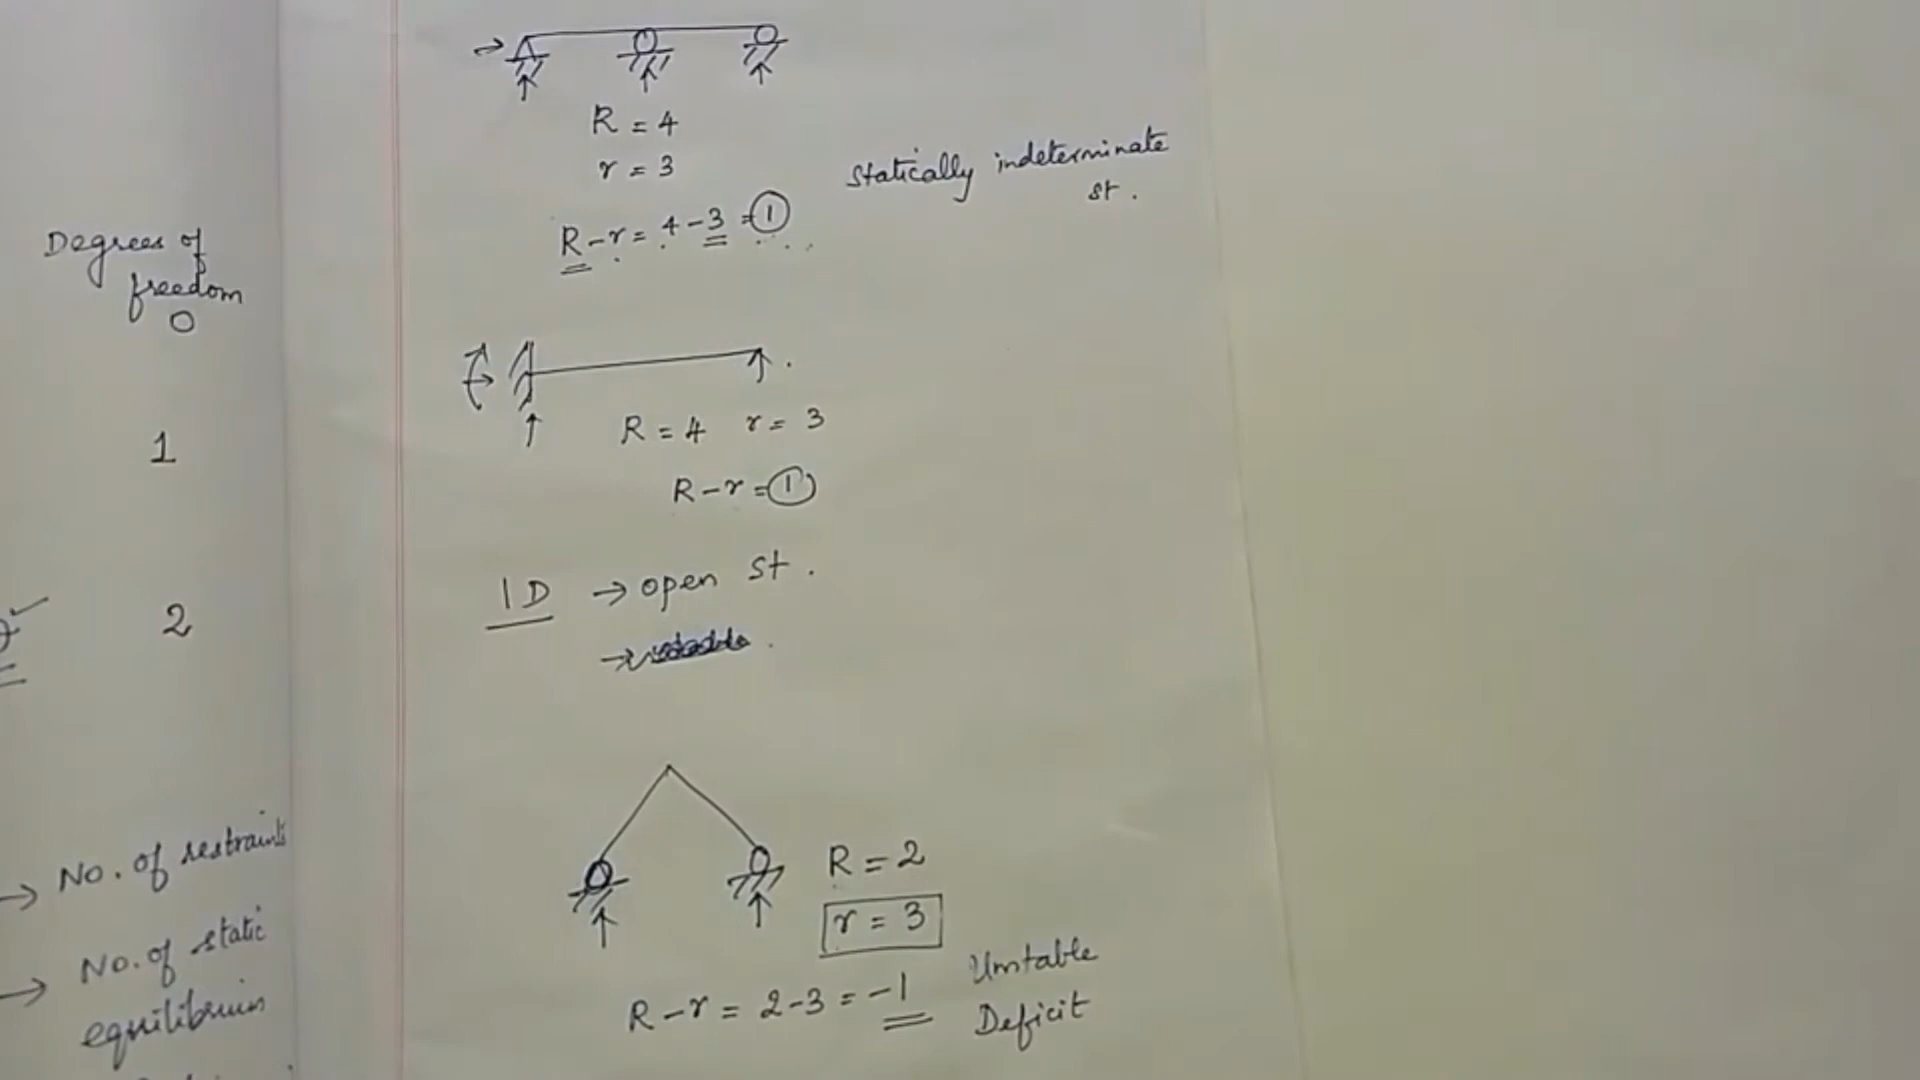 Degrees of
freedom
0
1
2
→ No. of restraints
→ No. of static
equilibrium
R = 4
r = 3
R - r = 4 - 3 = 1
Statically indeterminate
st.
R = 4 r = 3
R - r = 1
1D → open st.
R = 2
r = 3
R - r = 2 - 3 = -1
Unstable
Deficit